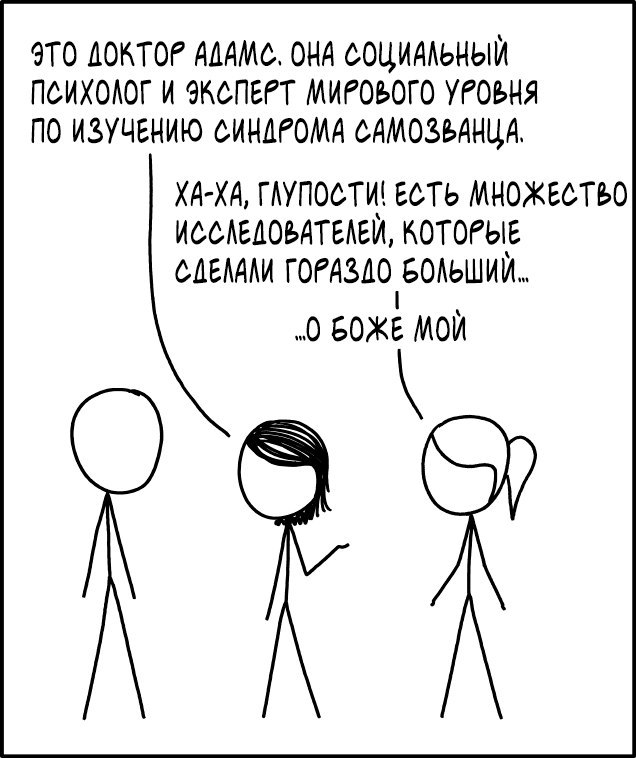 ЭТО ДОКТОР АДАМС. ОНА СОЦИАЛЬНЫЙ
ПСИХОЛОГ И ЭКСПЕРТ МИРОВОГО УРОВНЯ
ПО ИЗУЧЕНИЮ СИНДРОМА САМОЗВАНЦА.
ХА-ХА, ГЛУПОСТИ! ЕСТЬ МНОЖЕСТВО
ИССЛЕДОВАТЕЛЕЙ, КОТОРЫЕ
СДЕЛАЛИ ГОРАЗДО БОЛЬШИЙ...
...О БОЖЕ МОЙ